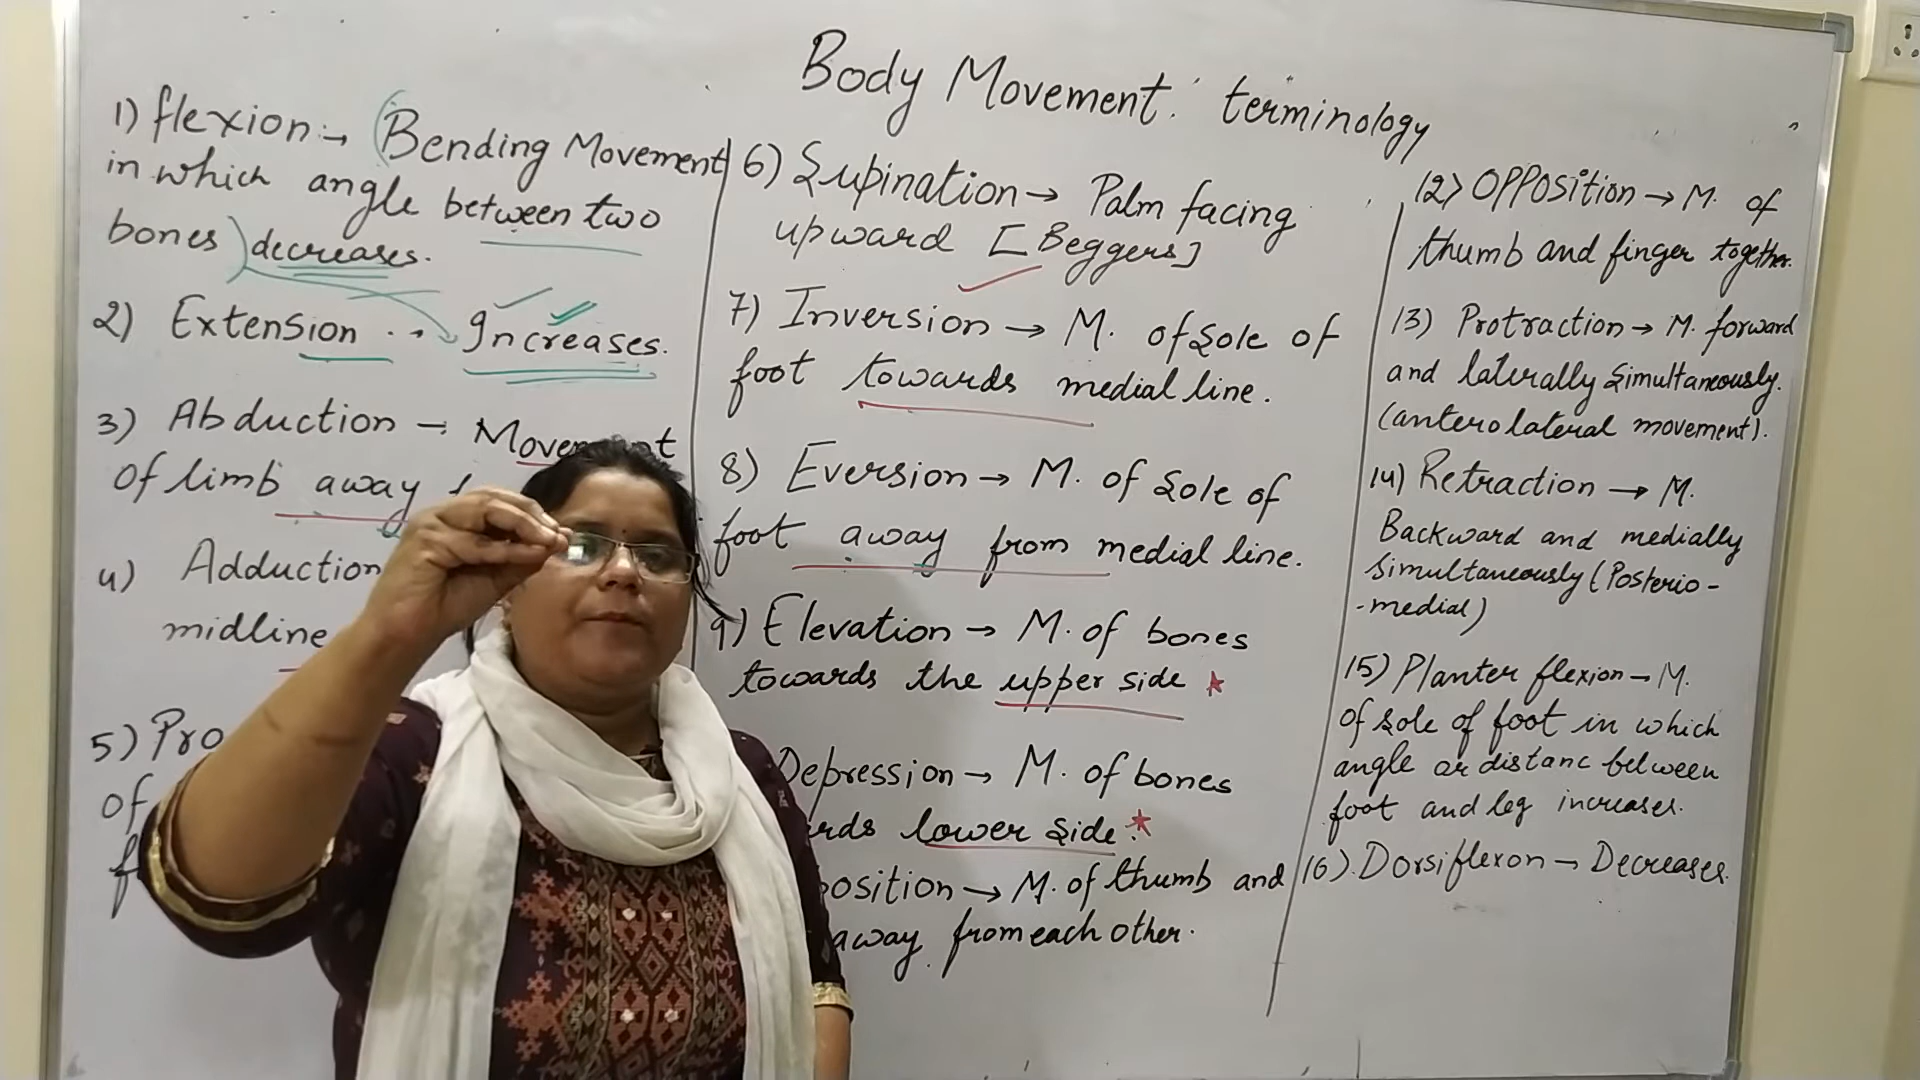 Body Movement. terminology
1) flexion:→ (Bending Movement
in which angle between two
bones) decreases.
2) Extension → Increases.
3) Abduction → Movement
of limb away
4) Adduction
midline
5) Pro
of
f
6) Supination → Palm facing
upward [Beggers]
7) Inversion → M. of sole of
foot towards medial line.
8) Eversion → M. of sole of
foot away from medial line.
9) Elevation → M. of bones
towards the upper side *
Depression → M. of bones
ards lower side. *
position → M. of thumb and
away from each other.
12) OPPOSition → M. of
thumb and finger together.
13) Protraction → M. forward
and laterally simultaneously.
(anterolateral movement).
14) Retraction → M.
Backward and medially
simultaneously (Posterio-
-medial)
15) Planter flexion → M.
of sole of foot in which
angle or distanc between
foot and leg increases.
16). Dorsiflexon → Decreases.